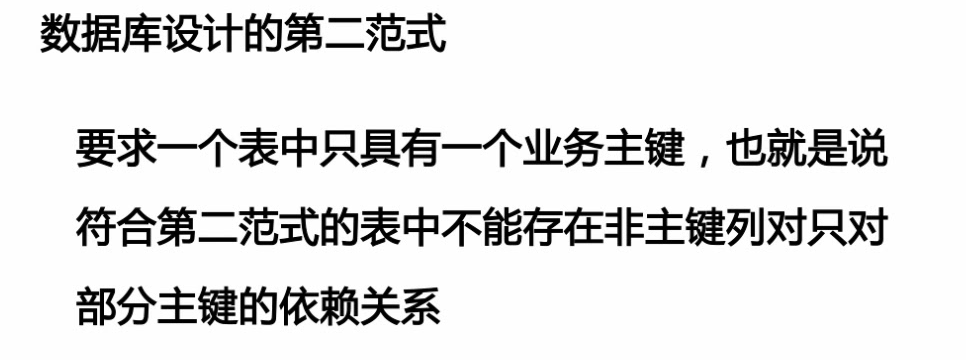 数据库设计的第二范式
要求一个表中只具有一个业务主键，也就是说
符合第二范式的表中不能存在非主键列对只对
部分主键的依赖关系